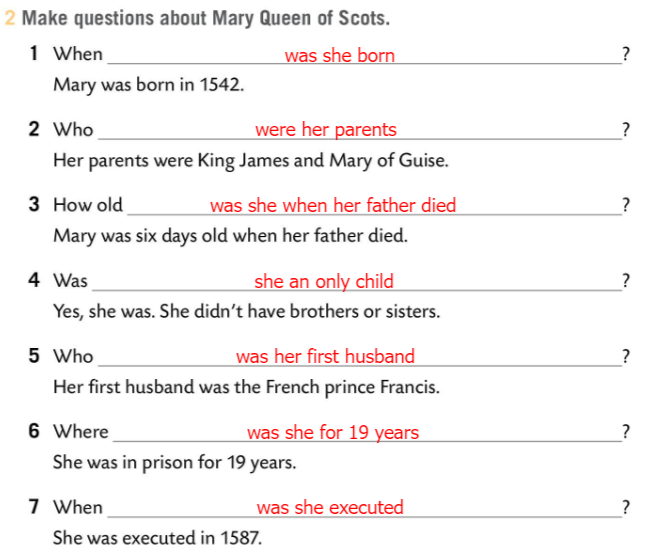 2 Make questions about Mary Queen of Scots.
1 When was she born ?
Mary was born in 1542.
2 Who were her parents ?
Her parents were King James and Mary of Guise.
3 How old was she when her father died ?
Mary was six days old when her father died.
4 Was she an only child ?
Yes, she was. She didn't have brothers or sisters.
5 Who was her first husband ?
Her first husband was the French prince Francis.
6 Where was she for 19 years ?
She was in prison for 19 years.
7 When was she executed ?
She was executed in 1587.